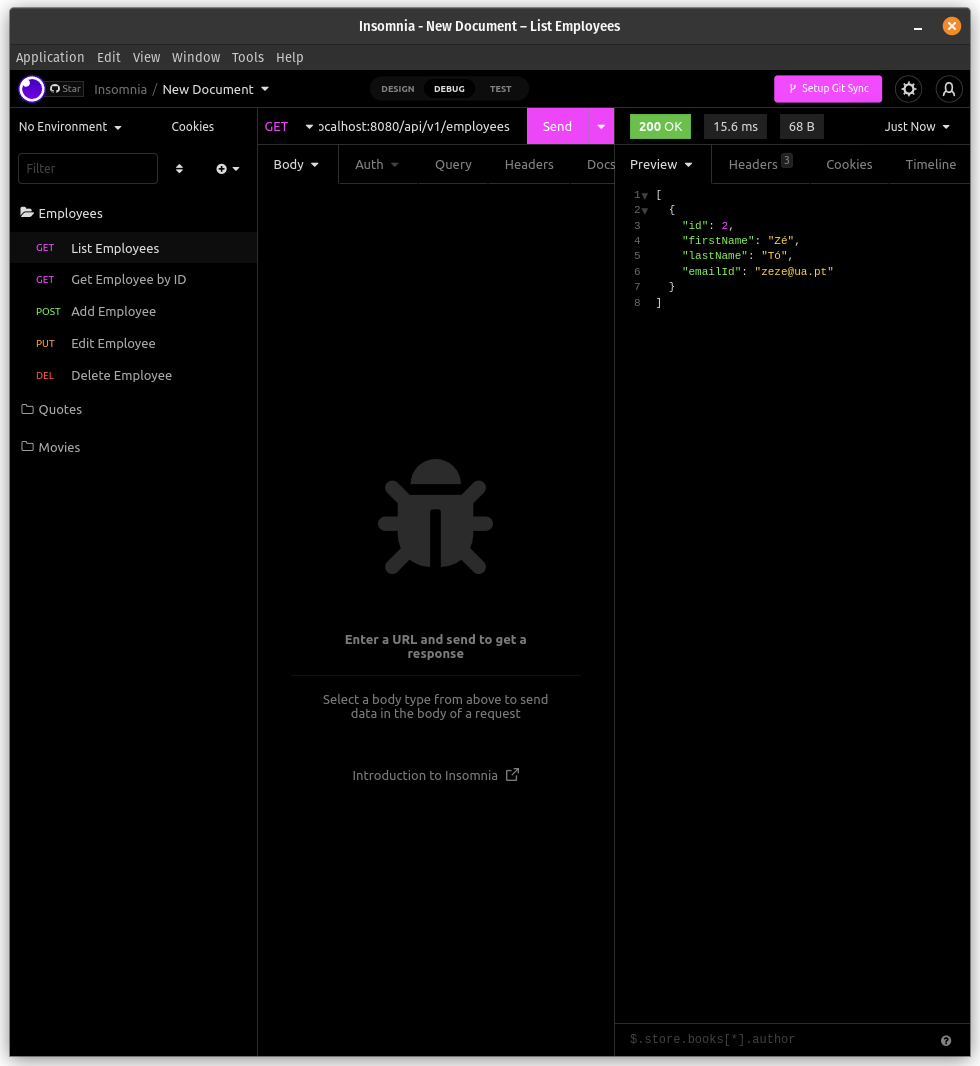 Insomnia - New Document – List Employees
Application Edit View Window Tools Help
Star Insomnia / New Document DESIGN DEBUG TEST Setup Git Sync
No Environment Cookies
Filter
Employees
GET List Employees
GET Get Employee by ID
POST Add Employee
PUT Edit Employee
DEL Delete Employee
Quotes
Movies
GET ocalhost:8080/api/v1/employees Send
Body Auth Query Headers Docs
Enter a URL and send to get a
response
Select a body type from above to send
data in the body of a request
Introduction to Insomnia
200 OK 15.6 ms 68 B Just Now
Preview Headers 3 Cookies Timeline
1 [
2 {
3 "id": 2,
4 "firstName": "Zé",
5 "lastName": "Tó",
6 "emailId": "zeze@ua.pt"
7 }
8 ]
$.store.books[*].author